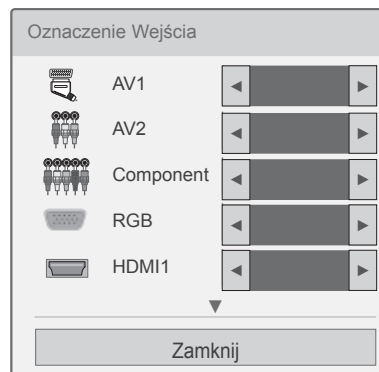 Oznaczenie Wejścia
AV1
AV2
Component
RGB
HDMI1
Zamknij